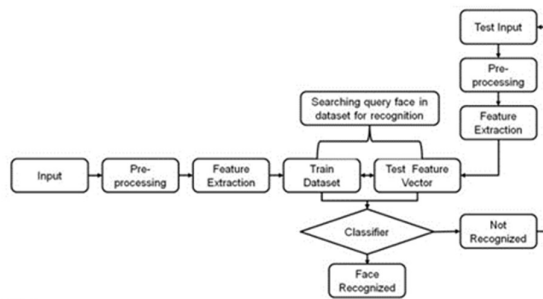 Test Input
Pre-
processing
Searching query face in
dataset for recognition
Feature
Extraction
Input
Pre-
processing
Feature
Extraction
Train
Dataset
Test Feature
Vector
Classifier
Not
Recognized
Face
Recognized